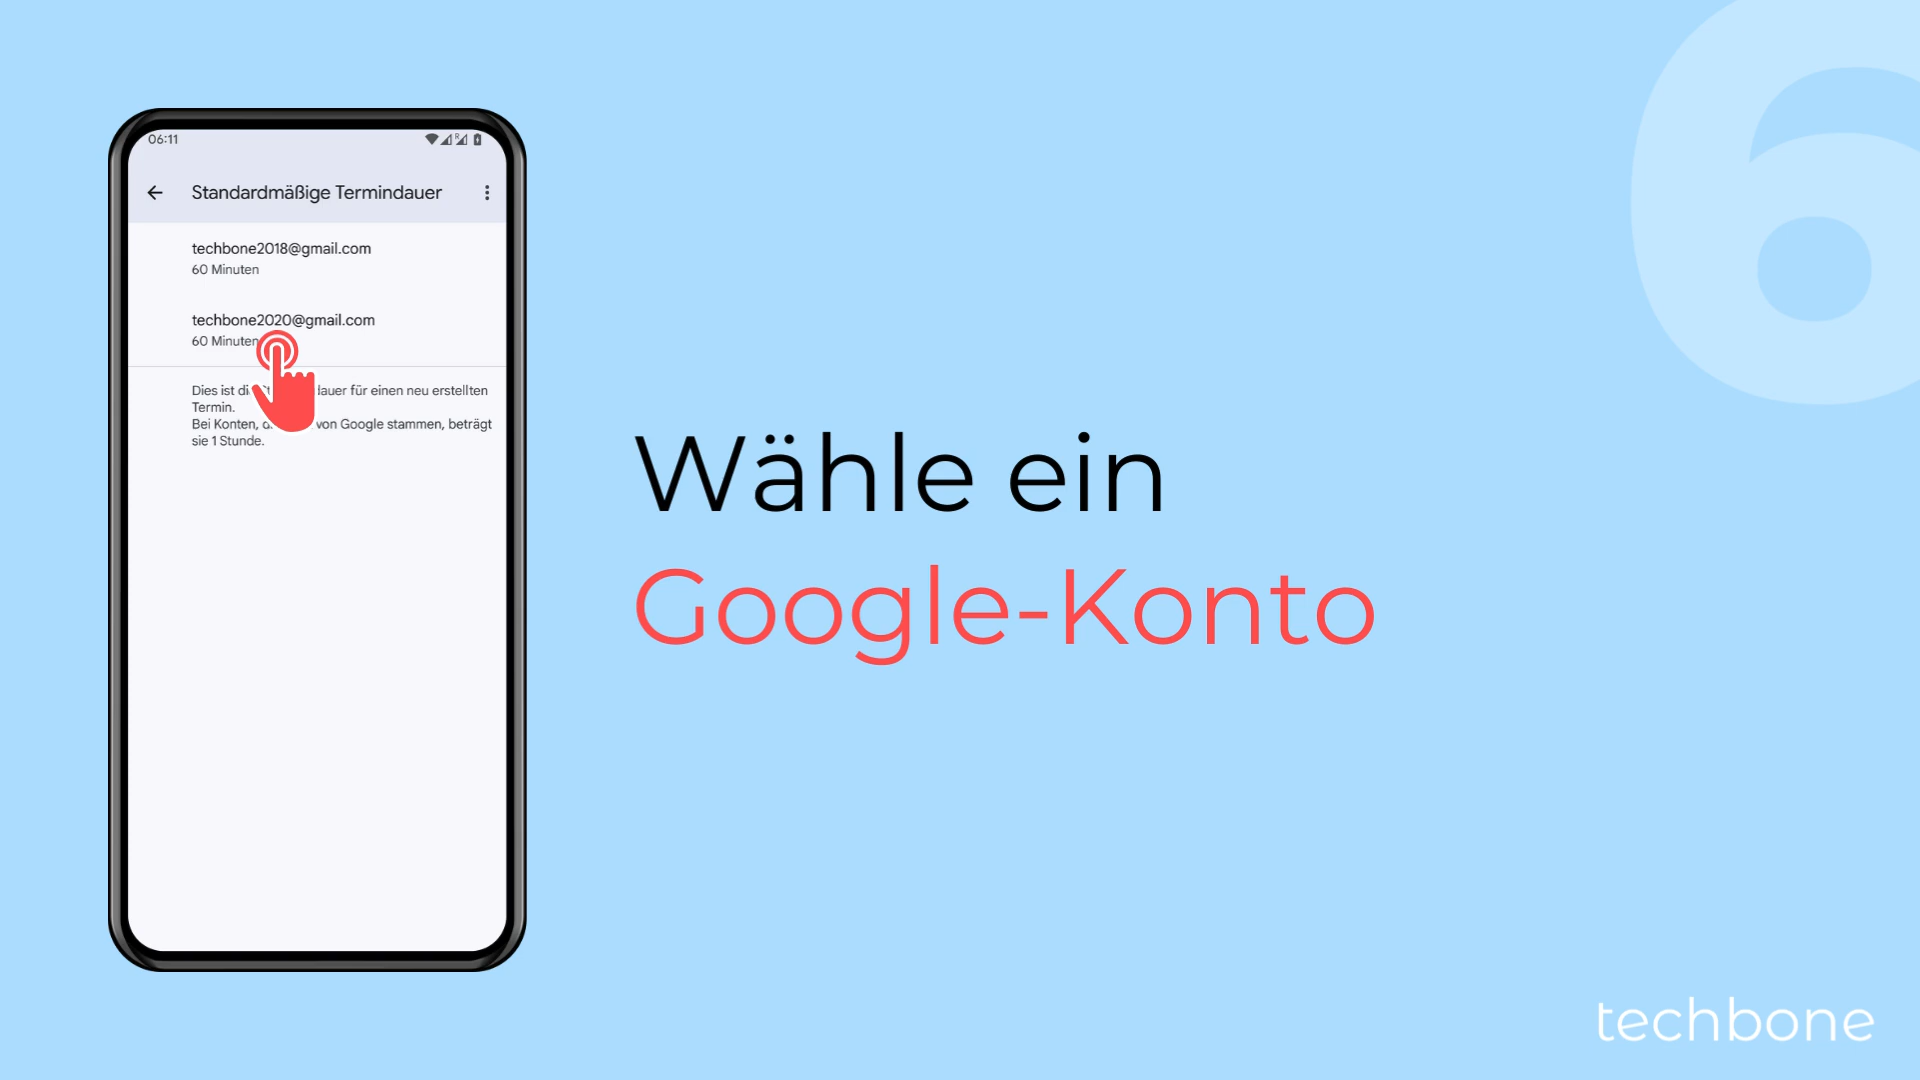 06:11
Standardmäßige Termindauer
techbone2018@gmail.com
60 Minuten
techbone2020@gmail.com
60 Minuten
Dies ist di dauer für einen neu erstellten
Termin.
Bei Konten, von Google stammen, beträgt
sie 1 Stunde.
Wähle ein
Google-Konto
6
techbone